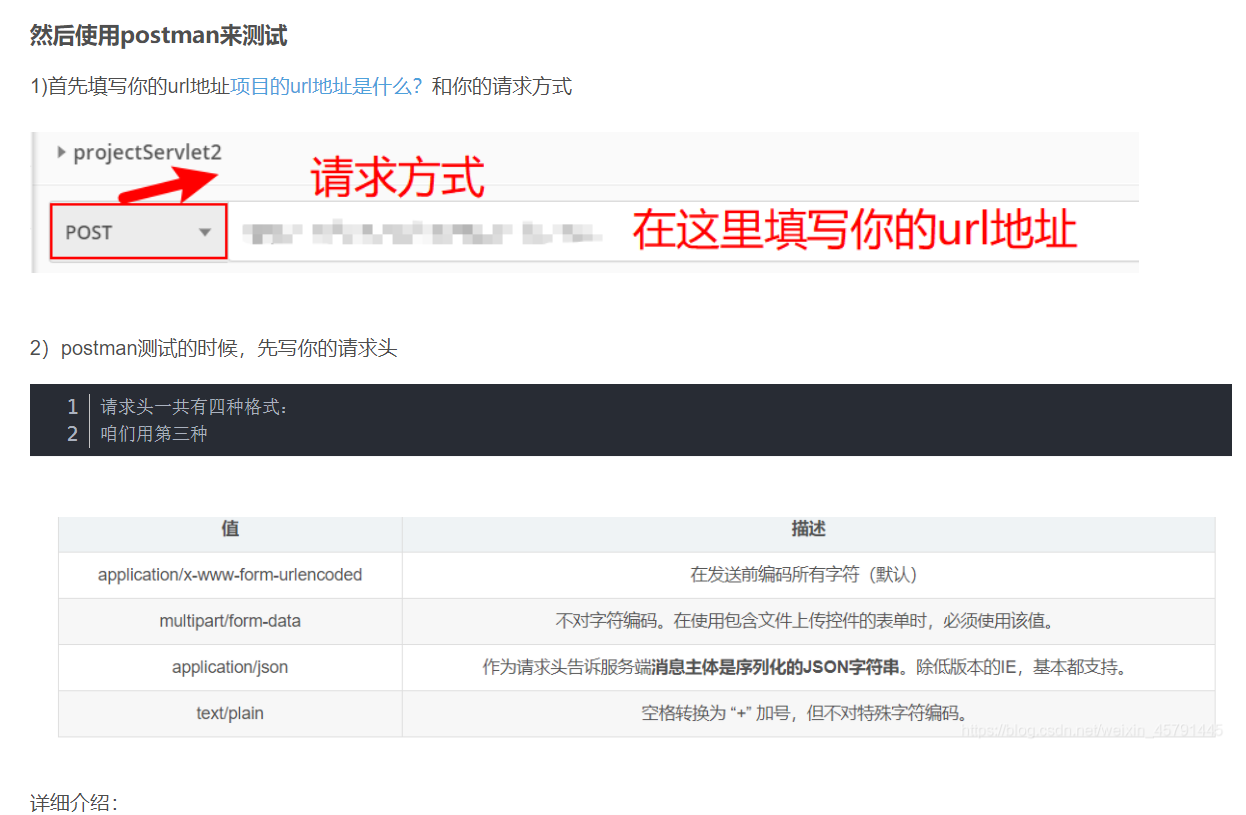 然后使用postman来测试
1)首先填写你的url地址项目的url地址是什么？和你的请求方式
projectServlet2
请求方式
POST
在这里填写你的url地址
2）postman测试的时候，先写你的请求头
1 请求头一共有四种格式：
2 咱们用第三种
值 描述
application/x-www-form-urlencoded 在发送前编码所有字符（默认）
multipart/form-data 不对字符编码。在使用包含文件上传控件的表单时，必须使用该值。
application/json 作为请求头告诉服务端消息主体是序列化的JSON字符串。除低版本的IE，基本都支持。
text/plain 空格转换为 “+” 加号，但不对特殊字符编码。
https://blog.csdn.net/weixin_45791445
详细介绍：